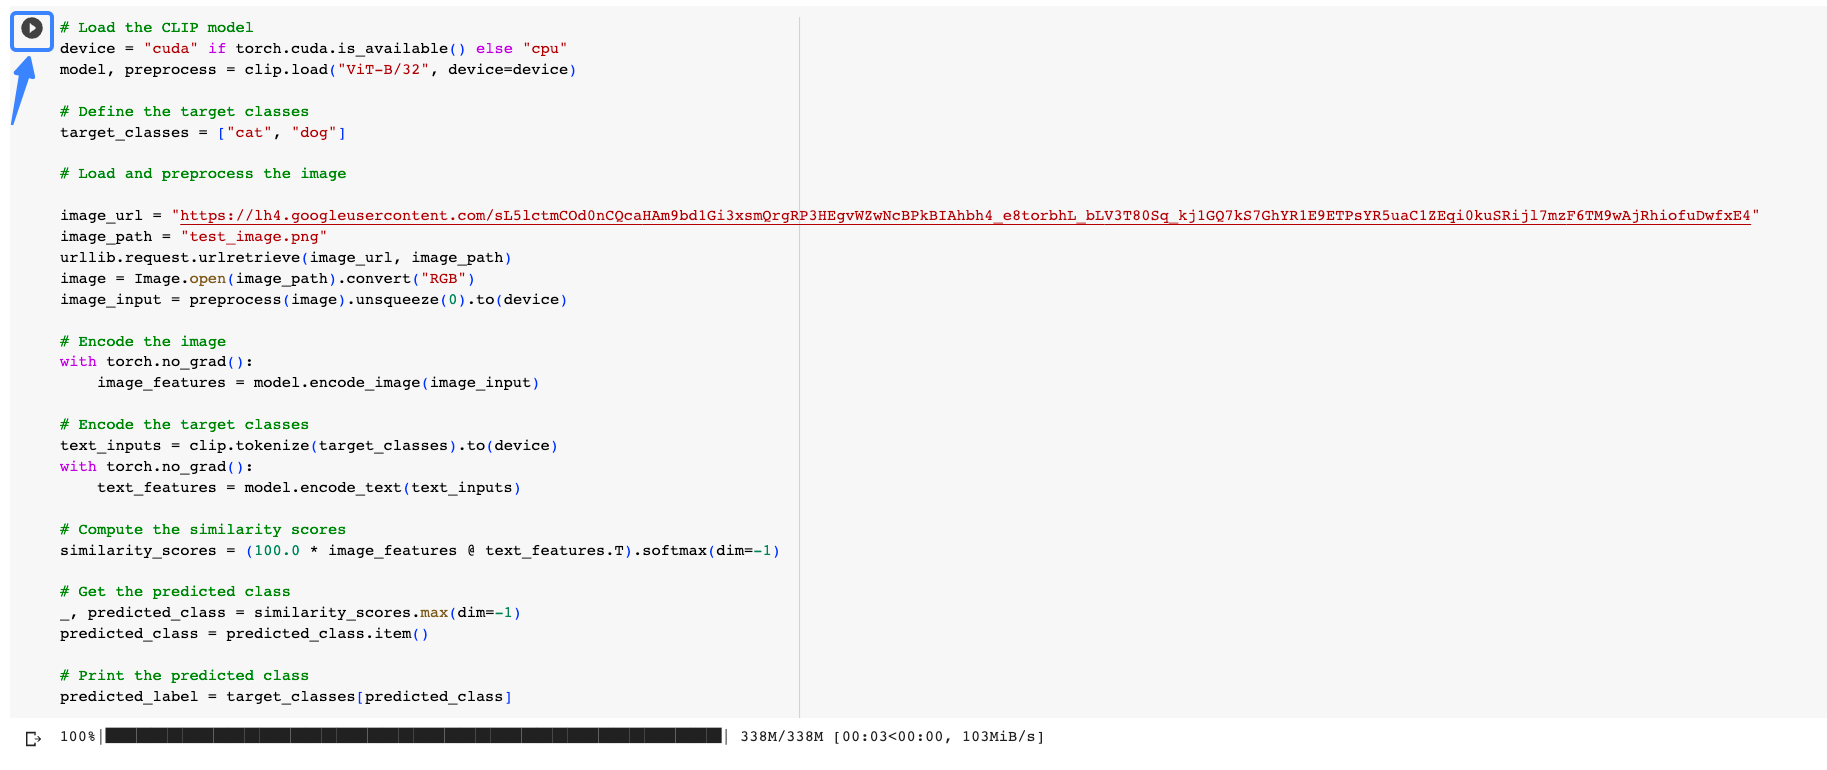 # Load the CLIP model
device = "cuda" if torch.cuda.is_available() else "cpu"
model, preprocess = clip.load("ViT-B/32", device=device)
# Define the target classes
target_classes = ["cat", "dog"]
# Load and preprocess the image
image_url = "https://lh4.googleusercontent.com/sL5lctmCOd0nCQcaHAm9bd1Gi3xsmQrgRP3HEgvWZwNcBPkBIAhbh4_e8torbhL_bLV3T80Sq_kj1GQ7kS7GhYR1E9ETPsYR5uaC1ZEqi0kuSRijl7mzF6TM9wAjRhiofuDwfxE4"
image_path = "test_image.png"
urllib.request.urlretrieve(image_url, image_path)
image = Image.open(image_path).convert("RGB")
image_input = preprocess(image).unsqueeze(0).to(device)
# Encode the image
with torch.no_grad():
    image_features = model.encode_image(image_input)
# Encode the target classes
text_inputs = clip.tokenize(target_classes).to(device)
with torch.no_grad():
    text_features = model.encode_text(text_inputs)
# Compute the similarity scores
similarity_scores = (100.0 * image_features @ text_features.T).softmax(dim=-1)
# Get the predicted class
_, predicted_class = similarity_scores.max(dim=-1)
predicted_class = predicted_class.item()
# Print the predicted class
predicted_label = target_classes[predicted_class]
100%| | 338M/338M [00:03<00:00, 103MiB/s]